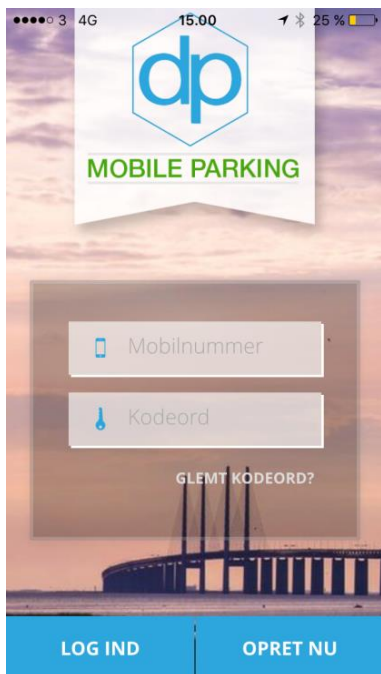 3 4G 15.00 25 %
dp
MOBILE PARKING
Mobilnummer
Kodeord
GLEMT KODEORD?
LOG IND OPRET NU